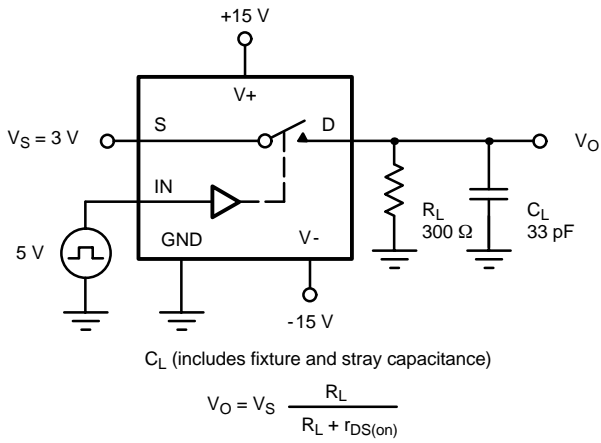 +15 V
V+
S
D
V_S = 3 V
V_O
IN
R_L
300 Ω
C_L
33 pF
GND
V-
5 V
-15 V
C_L (includes fixture and stray capacitance)
V_O = V_S R_L / (R_L + r_DS(on))